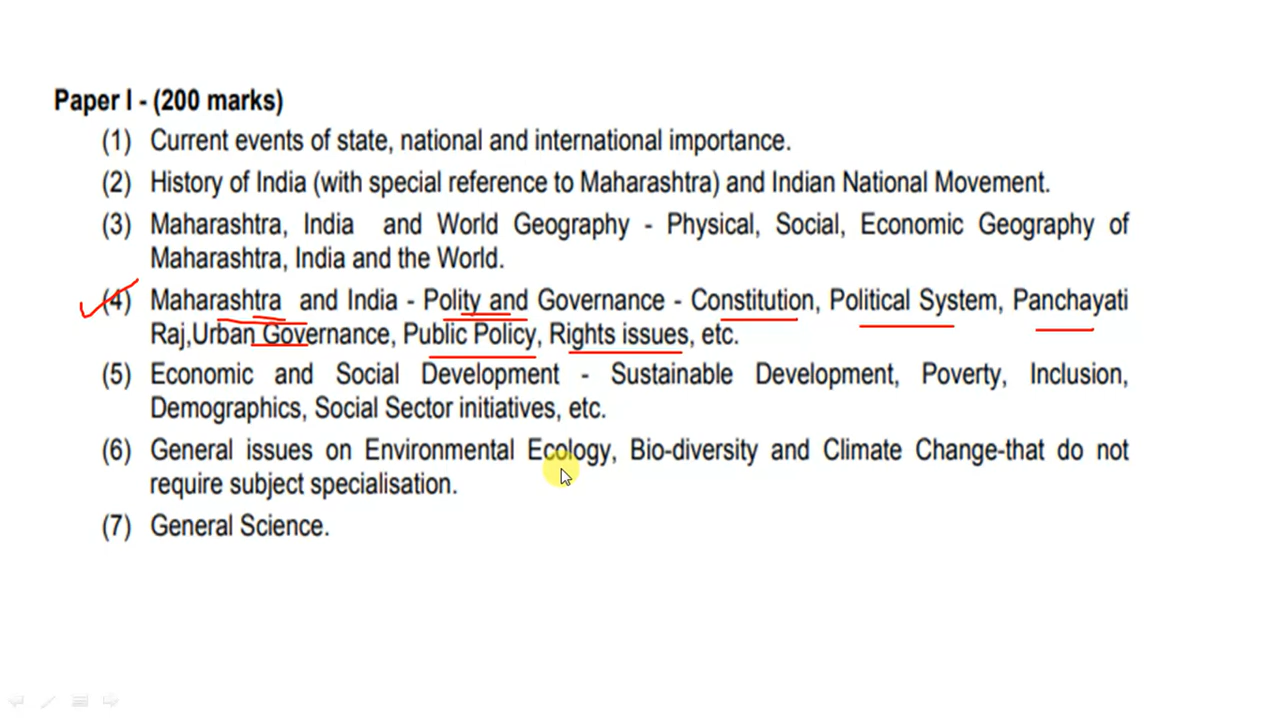 Paper I - (200 marks)
(1) Current events of state, national and international importance.
(2) History of India (with special reference to Maharashtra) and Indian National Movement.
(3) Maharashtra, India and World Geography - Physical, Social, Economic Geography of
Maharashtra, India and the World.
(4) Maharashtra and India - Polity and Governance - Constitution, Political System, Panchayati
Raj,Urban Governance, Public Policy, Rights issues, etc.
(5) Economic and Social Development - Sustainable Development, Poverty, Inclusion,
Demographics, Social Sector initiatives, etc.
(6) General issues on Environmental Ecology, Bio-diversity and Climate Change-that do not
require subject specialisation.
(7) General Science.